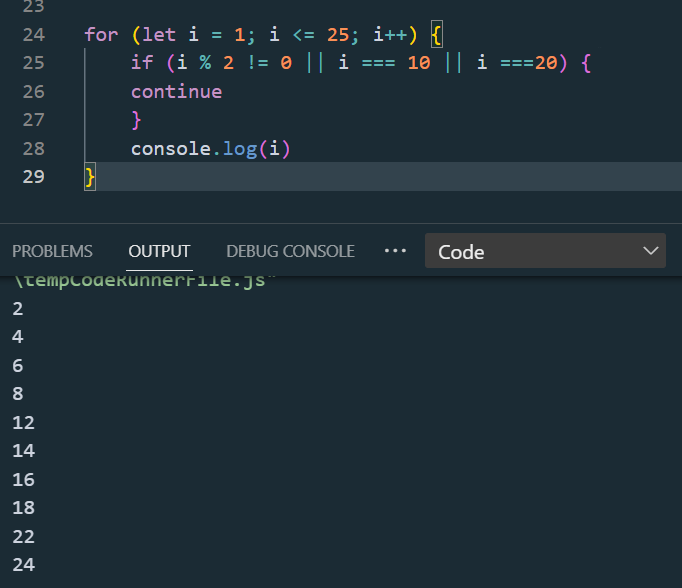 23
24 for (let i = 1; i <= 25; i++) {
25 if (i % 2 != 0 || i === 10 || i ===20) {
26 continue
27 }
28 console.log(i)
29 }
PROBLEMS OUTPUT DEBUG CONSOLE ··· Code
\tempCodeRunnerFile.js"
2
4
6
8
12
14
16
18
22
24